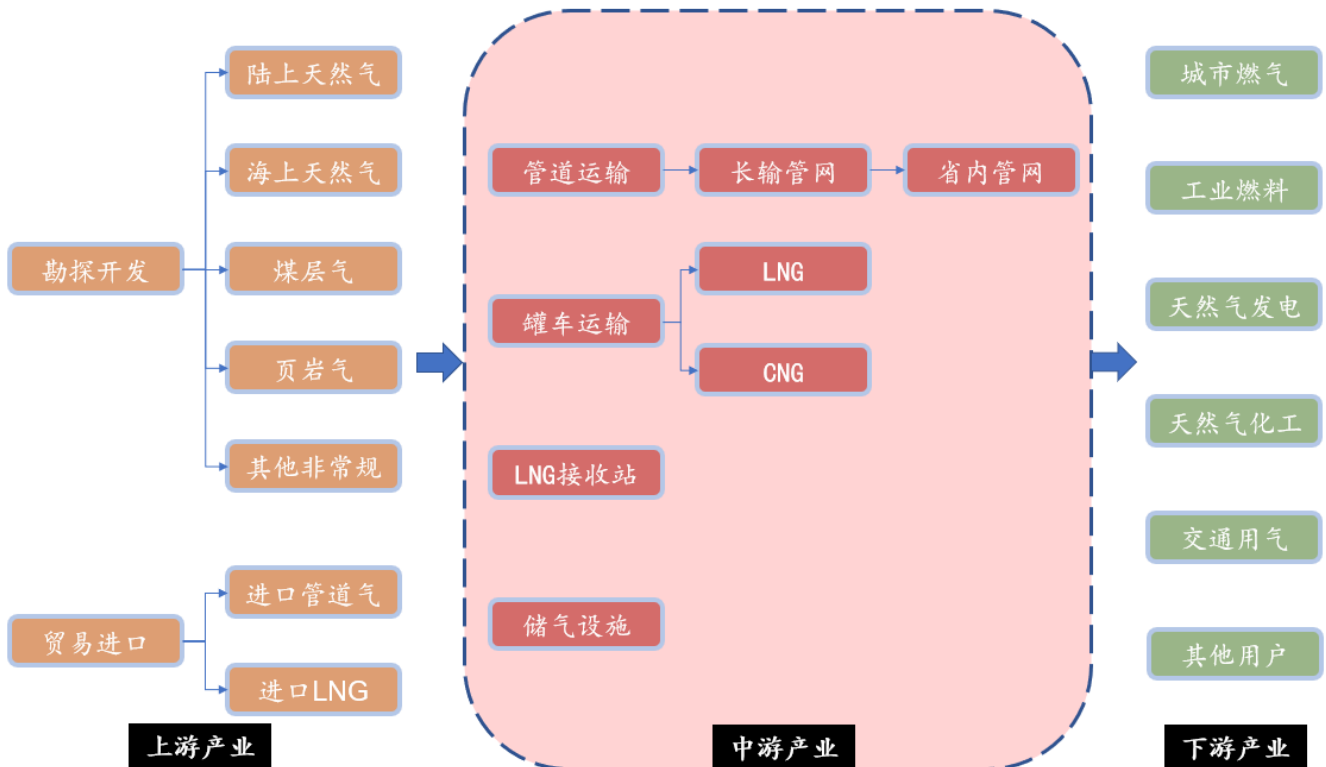 勘探开发
陆上天然气
海上天然气
煤层气
页岩气
其他非常规
贸易进口
进口管道气
进口LNG
上游产业
管道运输
长输管网
省内管网
罐车运输
LNG
CNG
LNG接收站
储气设施
中游产业
城市燃气
工业燃料
天然气发电
天然气化工
交通用气
其他用户
下游产业